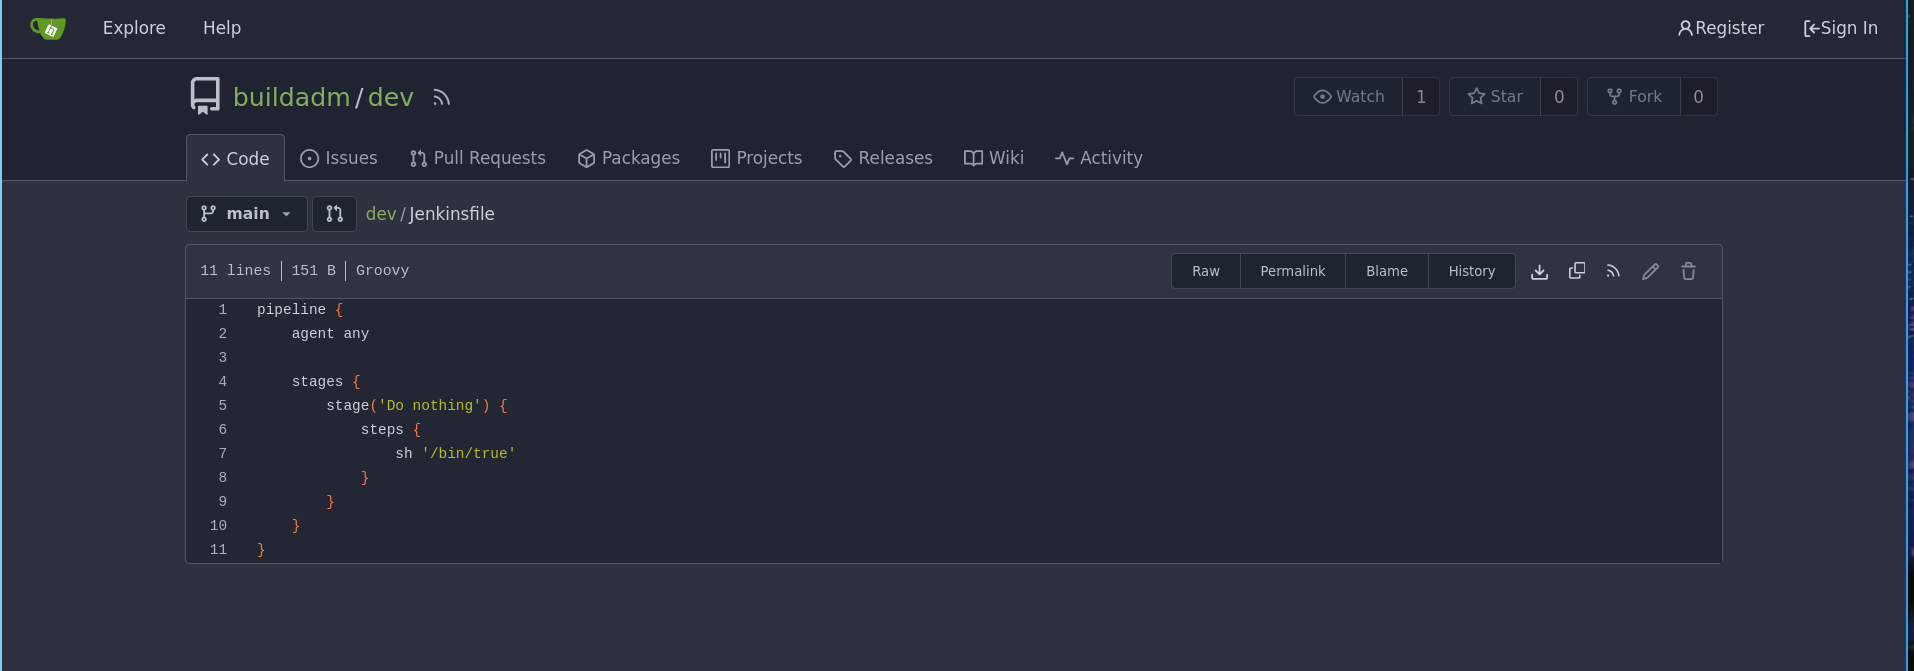 Explore Help Register Sign In
buildadm/dev Watch 1 Star 0 Fork 0
Code Issues Pull Requests Packages Projects Releases Wiki Activity
main dev/Jenkinsfile
11 lines 151 B Groovy Raw Permalink Blame History
1 pipeline {
2     agent any
3
4     stages {
5         stage('Do nothing') {
6             steps {
7                 sh '/bin/true'
8             }
9         }
10     }
11 }